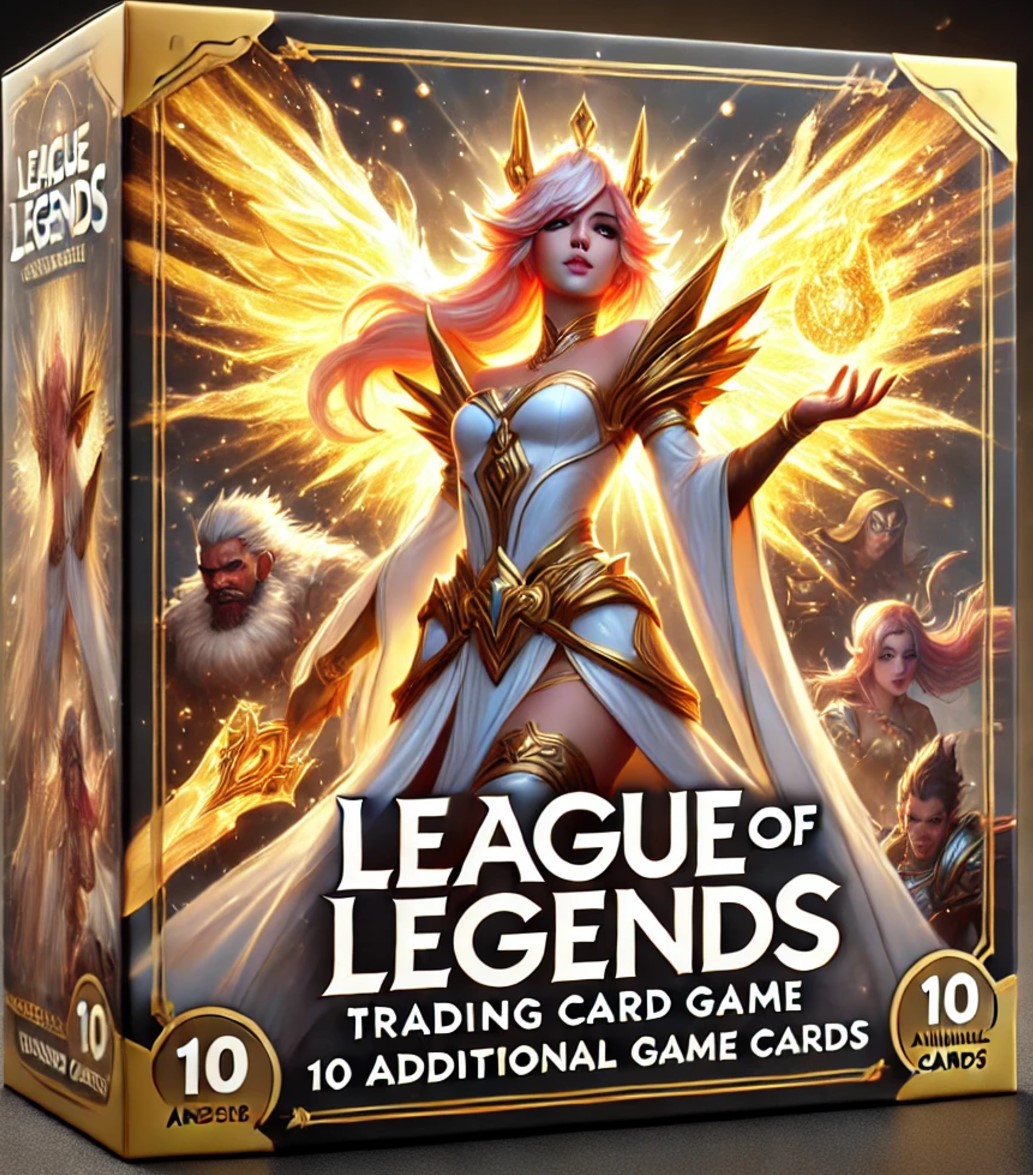 LEAGUE
LEGENDS
10
LEAGUE OF
LEGENDS
TRADING CARD GAME
10 ADDITIONAL GAME CARDS
10
10
CARDS